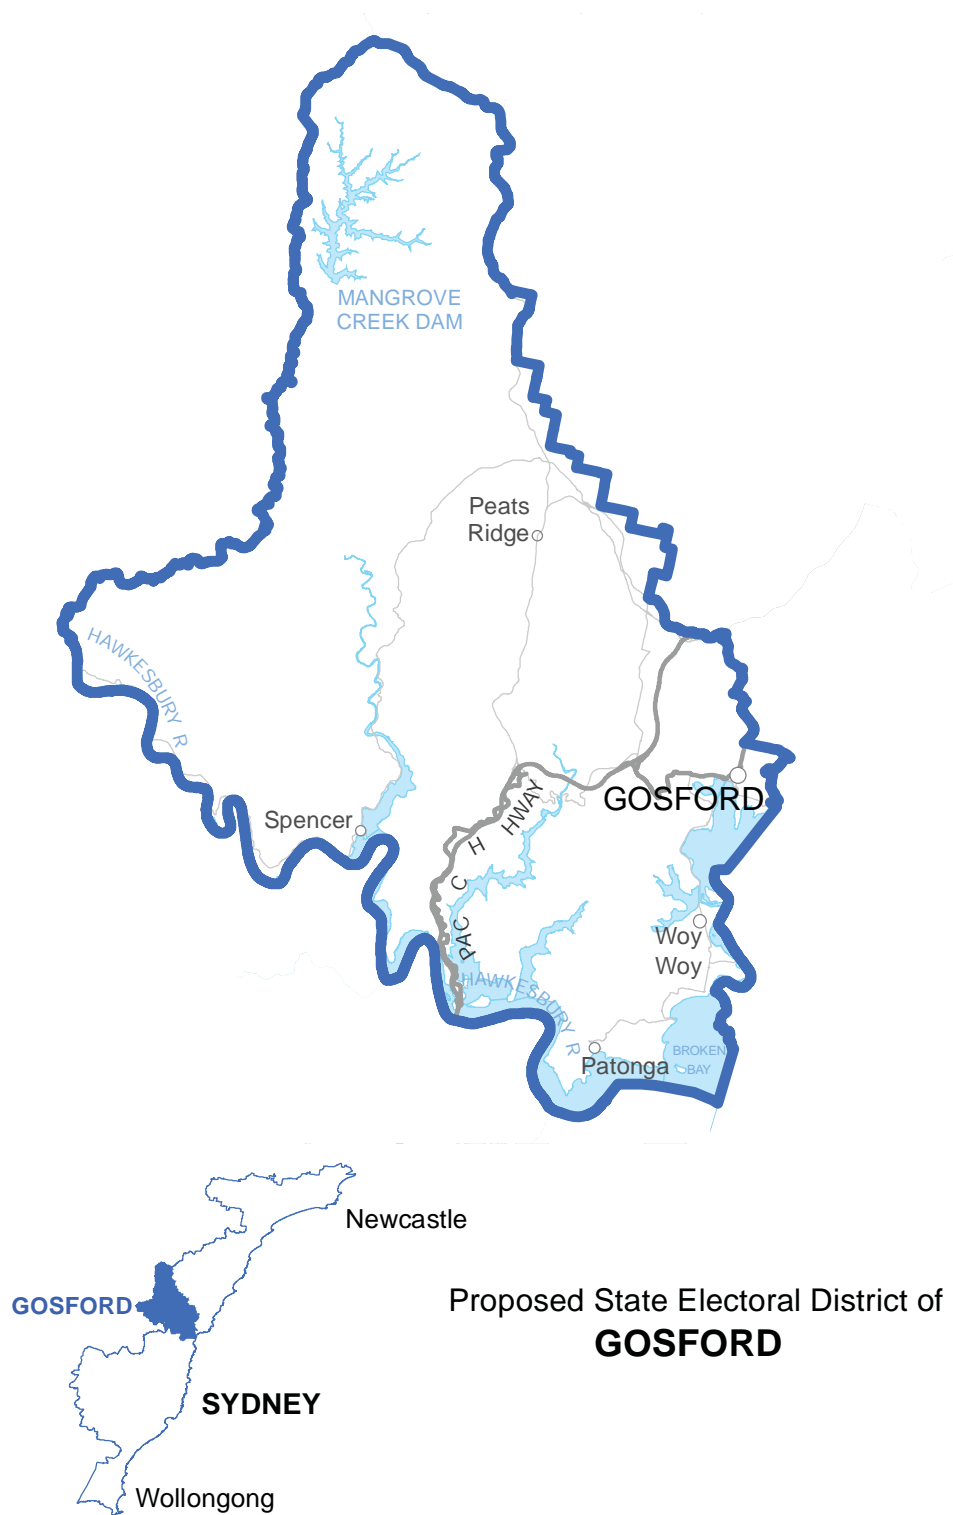 MANGROVE
CREEK DAM
Peats
Ridge
HAWKESBURY R
GOSFORD
Spencer
PAC C H HWAY
Woy
Woy
HAWKESBURY R
BROKEN
BAY
Patonga
Newcastle
GOSFORD
Proposed State Electoral District of
GOSFORD
SYDNEY
Wollongong